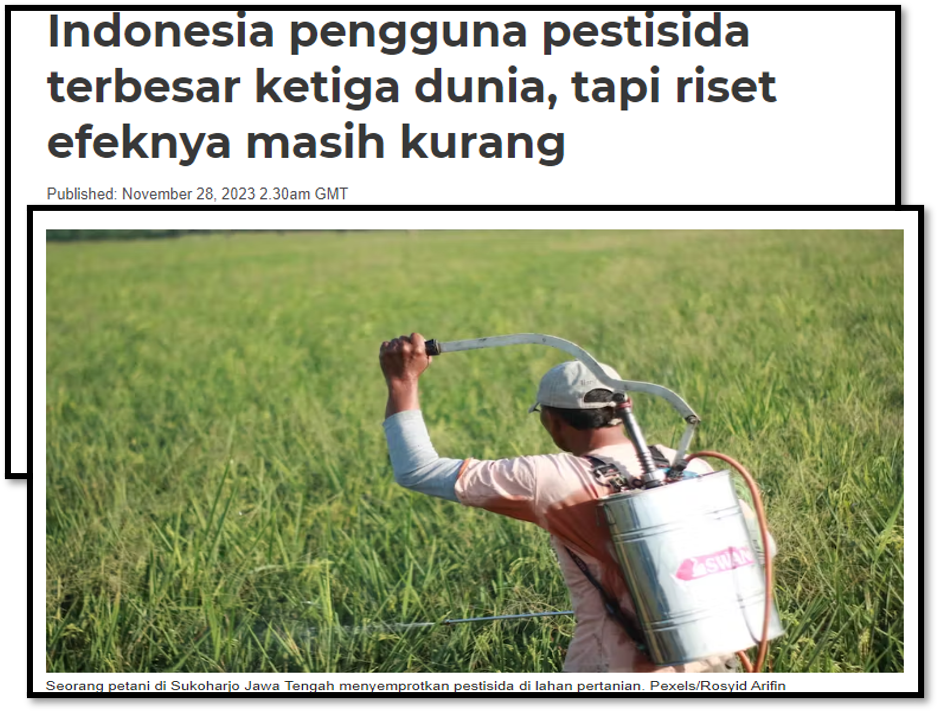 Indonesia pengguna pestisida
terbesar ketiga dunia, tapi riset
efeknya masih kurang
Published: November 28, 2023 2.30am GMT
SWAN
Seorang petani di Sukoharjo Jawa Tengah menyemprotkan pestisida di lahan pertanian. Pexels/Rosyid Arifin